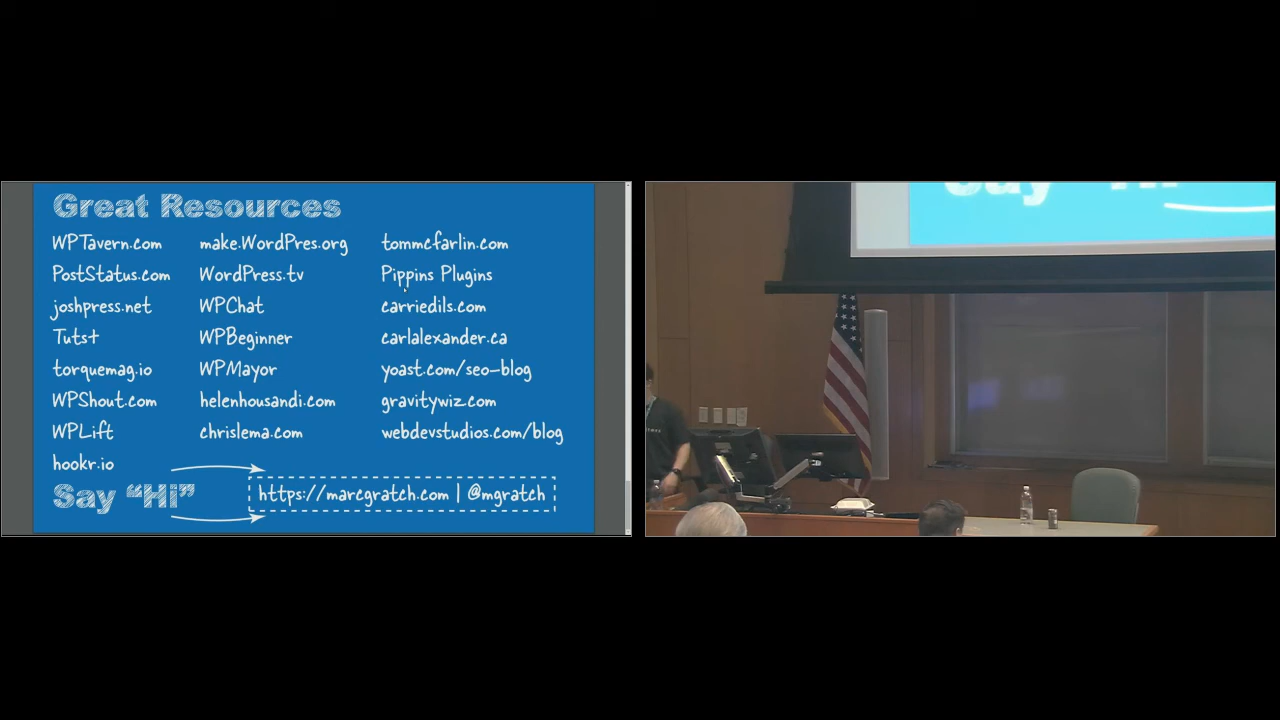 Great Resources
WPTavern.com
PostStatus.com
joshpress.net
Tuts+
torquemag.io
WPShout.com
WPLift
hookr.io
make.WordPres.org
WordPress.tv
WPChat
WPBeginner
WPMayor
helenhousandi.com
chrislema.com
tommcfarlin.com
Pippins Plugins
carriedils.com
carlalexander.ca
yoast.com/seo-blog
gravitywiz.com
webdevstudios.com/blog
Say “Hi”
https://marcgratch.com | @mgratch
Say "Hi"